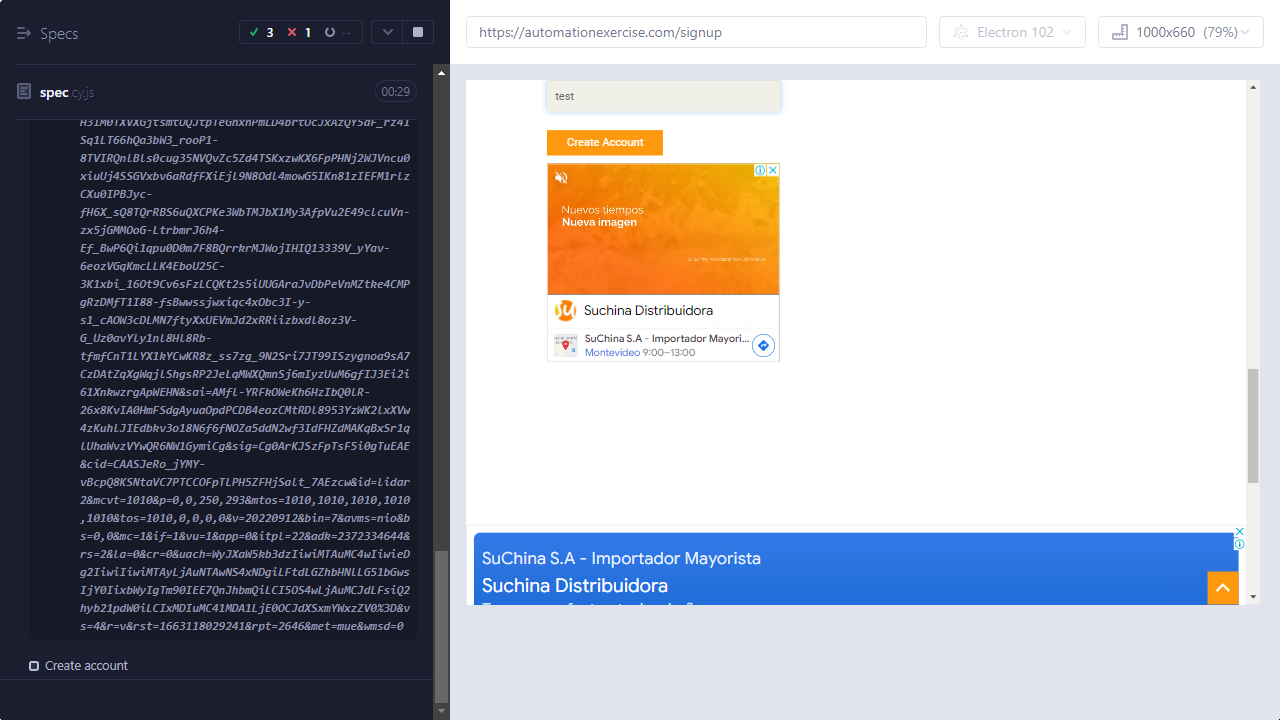 Specs
3
1
--
spec.cy.js
00:29
8TVIRQnlBls0cug35NVQvZc5Zd4TSKxzwKX6FpPHNj2WJVncu0
xiuUj4SSGVxbv6aRdfFXiEjl9N8Odl4mowG5IKn81zIEFM1rlz
CXu0IPBJyc-
fH6X_sQ8TQrRBS6uQXCPKe3WbTMJbX1My3AfpVu2E49clcuVn-
zx5jGMMOoG-LtrbmrJ6h4-
Ef_BwP6Qi1qpu0D0m7F8BQrrkrMJWojIHIQ13339V_yYav-
6eozVGqKmcLLK4EboU25C-
3K1xbi_16Ot9Cv6sFzLCQKt2s5iUUGAraJvDbPeVnMZtke4CMP
gRzDMfT1I88-fsBwwssjwxiqc4xObc3I-y-
s1_cAOW3cDLMN7ftyXxUEVmJd2xRRiizbxdl8oz3V-
G_Uz0avYly1nl8Hl8Rb-
tfmfCnT1LYX1kYCwKR8z_ss7zg_9N2Sri7JT99ISzygnoa9sA7
CzDAtZqXgWqjlShgsRP2JeLqMWXQmnSj6mIyzUuM6gfIJ3Ei2i
61XnkwzrgApWEHN&sai=AMfl-YRFkOWeKh6HzIbQ0lR-
26x8KvIA0HmFSdgAyuaOpdPCDB4eozCMtRDl8953YzWK2lxXVw
4zKuhlJIEdbkv3o18N6f6fNOZa5ddN2wf3IdFHZdMAKqBxSr1q
lUhaWvzVYwQR6NW1GymiCg&sig=Cg0ArKJSzFpTsF5i0gTuEAE
&cid=CAASJeRo_jYMY-
vBcpQ8KSNtaVC7PTCCOFpTLPH5ZFHjSalt_7AEzcw&id=lidar
2&mcvt=1010&p=0,0,250,293&mtos=1010,1010,1010,1010
,1010&tos=1010,0,0,0,0&v=20220912&bin=7&avms=nio&b
s=0,0&mc=1&if=1&vu=1&app=0&itpl=22&adk=2372334644&
rs=2&la=0&cr=0&uach=WyJXaW5kb3dzIiwiMTAuMC4wIiwieD
g2IiwiIiwiMTAyLjAuNTAwNS4xNDgiLFtdLGZhbHNlLG51bGws
IjY0IixbWyIgTm90IEE7QnJhbmQiLCI5OS4wLjAuMCJdLFsiQ2
hyb21pdW0iLCIxMDIuMC41MDA1LjE0OCJdXSxmYWxzZV0%3D&v
s=4&r=v&rst=1663118029241&rpt=2646&met=mue&wmsd=0
Create account
https://automationexercise.com/signup
Electron 102
1000x660 (79%)
test
Create Account
Nuevos tiempos
Nueva imagen
Suchina Distribuidora
SuChina S.A - Importador Mayori...
Montevideo 9:00–13:00
SuChina S.A - Importador Mayorista
Suchina Distribuidora